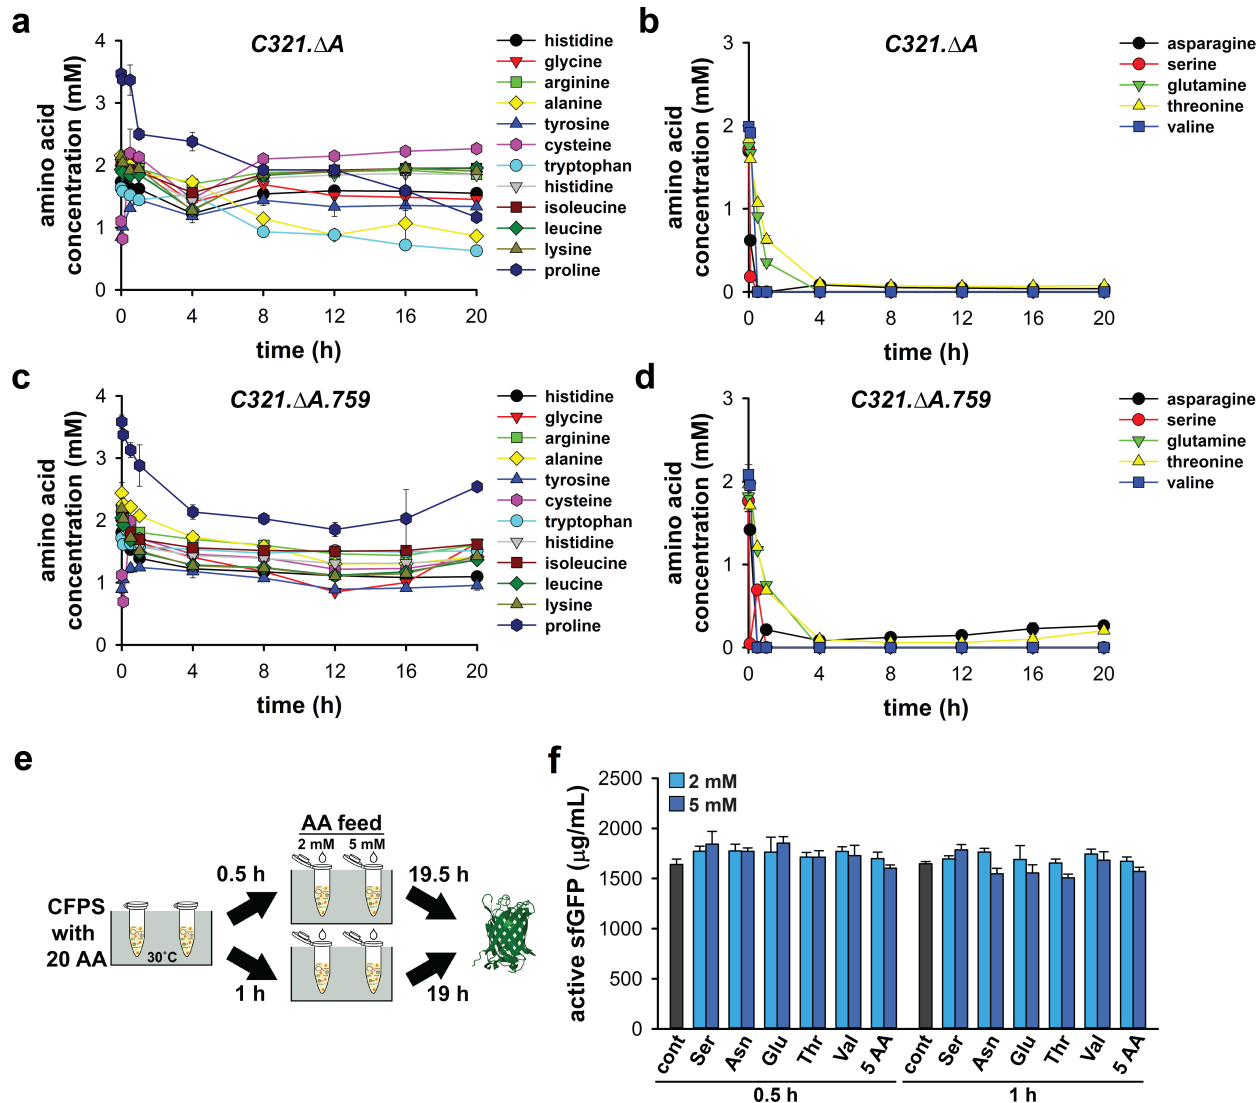 a
C321.ΔA
amino acid
concentration (mM)
4
3
2
1
0
0 4 8 12 16 20
time (h)
histidine
glycine
arginine
alanine
tyrosine
cysteine
tryptophan
histidine
isoleucine
leucine
lysine
proline
b
C321.ΔA
amino acid
concentration (mM)
3
2
1
0
0 4 8 12 16 20
time (h)
asparagine
serine
glutamine
threonine
valine
c
C321.ΔA.759
amino acid
concentration (mM)
4
3
2
1
0
0 4 8 12 16 20
time (h)
histidine
glycine
arginine
alanine
tyrosine
cysteine
tryptophan
histidine
isoleucine
leucine
lysine
proline
d
C321.ΔA.759
amino acid
concentration (mM)
3
2
1
0
0 4 8 12 16 20
time (h)
asparagine
serine
glutamine
threonine
valine
e
AA feed
2 mM 5 mM
0.5 h 19.5 h
CFPS
with
20 AA
30˚C
1 h 19 h
f
active sfGFP (µg/mL)
2500
2000
1500
1000
500
0
2 mM
5 mM
cont Ser Asn Glu Thr Val 5 AA cont Ser Asn Glu Thr Val 5 AA
0.5 h 1 h